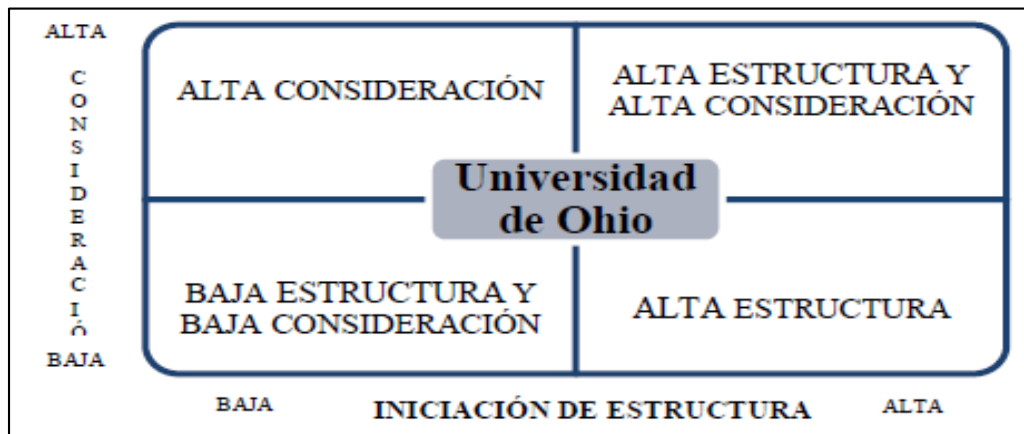 ALTA
CONSIDERACIÓ
BAJA
ALTA CONSIDERACIÓN
ALTA ESTRUCTURA Y
ALTA CONSIDERACIÓN
Universidad
de Ohio
BAJA ESTRUCTURA Y
BAJA CONSIDERACIÓN
ALTA ESTRUCTURA
BAJA
INICIACIÓN DE ESTRUCTURA
ALTA